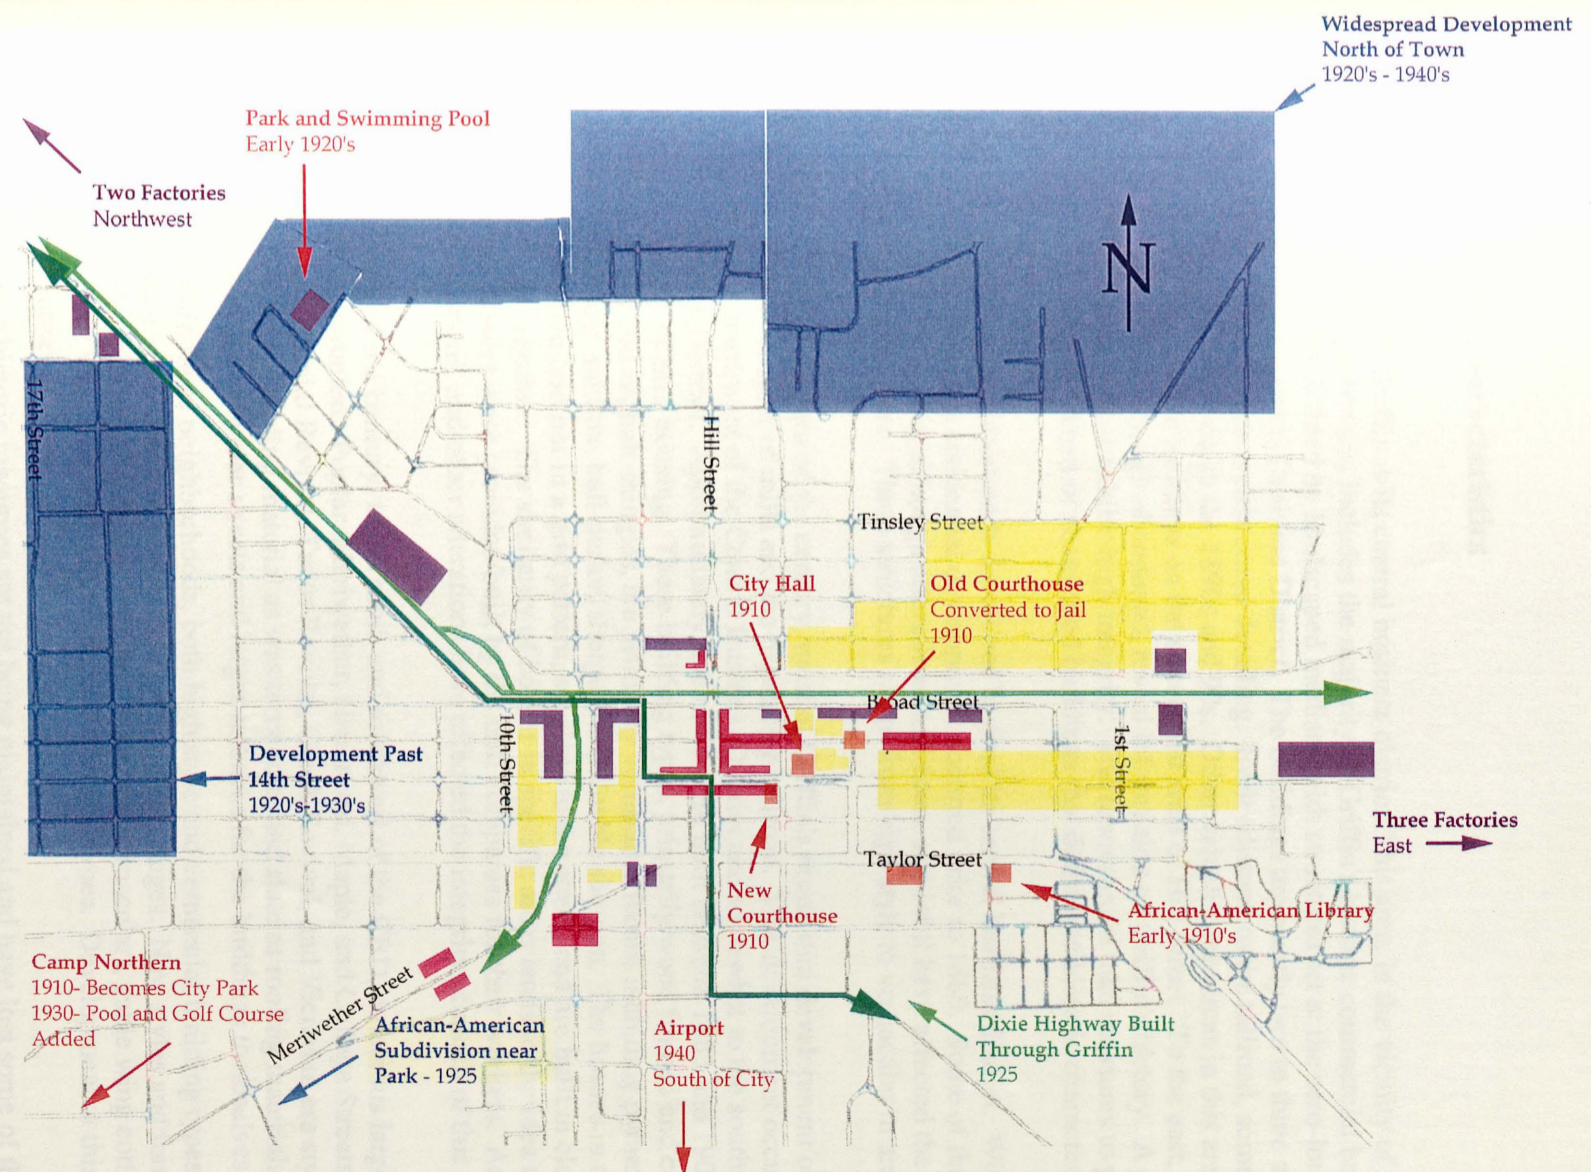 Widespread Development
North of Town
1920's - 1940's
Park and Swimming Pool
Early 1920's
Two Factories
Northwest
N
17th Street
Hill Street
Tinsley Street
City Hall
1910
Old Courthouse
Converted to Jail
1910
Broad Street
10th Street
1st Street
Development Past
14th Street
1920's-1930's
Three Factories
East
Taylor Street
New
Courthouse
1910
African-American Library
Early 1910's
Camp Northern
1910- Becomes City Park
1930- Pool and Golf Course
Added
Meriwether Street
African-American
Subdivision near
Park - 1925
Airport
1940
South of City
Dixie Highway Built
Through Griffin
1925